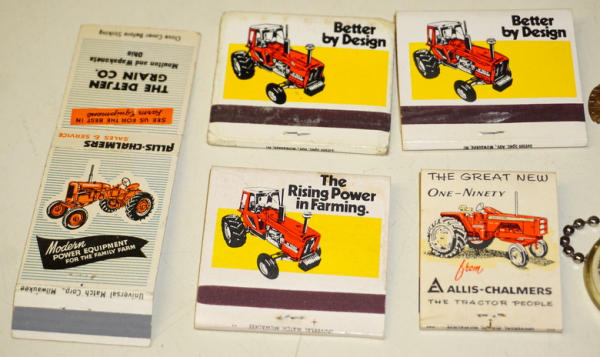 Close Cover Before Striking
Moulton and Wapakoneta
Ohio
THE DETJEN
GRAIN CO.
SEE US FOR THE BEST IN
Farm Equipment
ALLIS-CHALMERS
SALES & SERVICE
Modern
POWER EQUIPMENT
FOR THE FAMILY FARM
Universal Match Corp., Milwaukee
Better
by Design
Better
by Design
The
Rising Power
in Farming.
UNIVERSAL MATCH, MILWAUKEE
THE GREAT NEW
ONE-NINETY
from
ALLIS-CHALMERS
THE TRACTOR PEOPLE